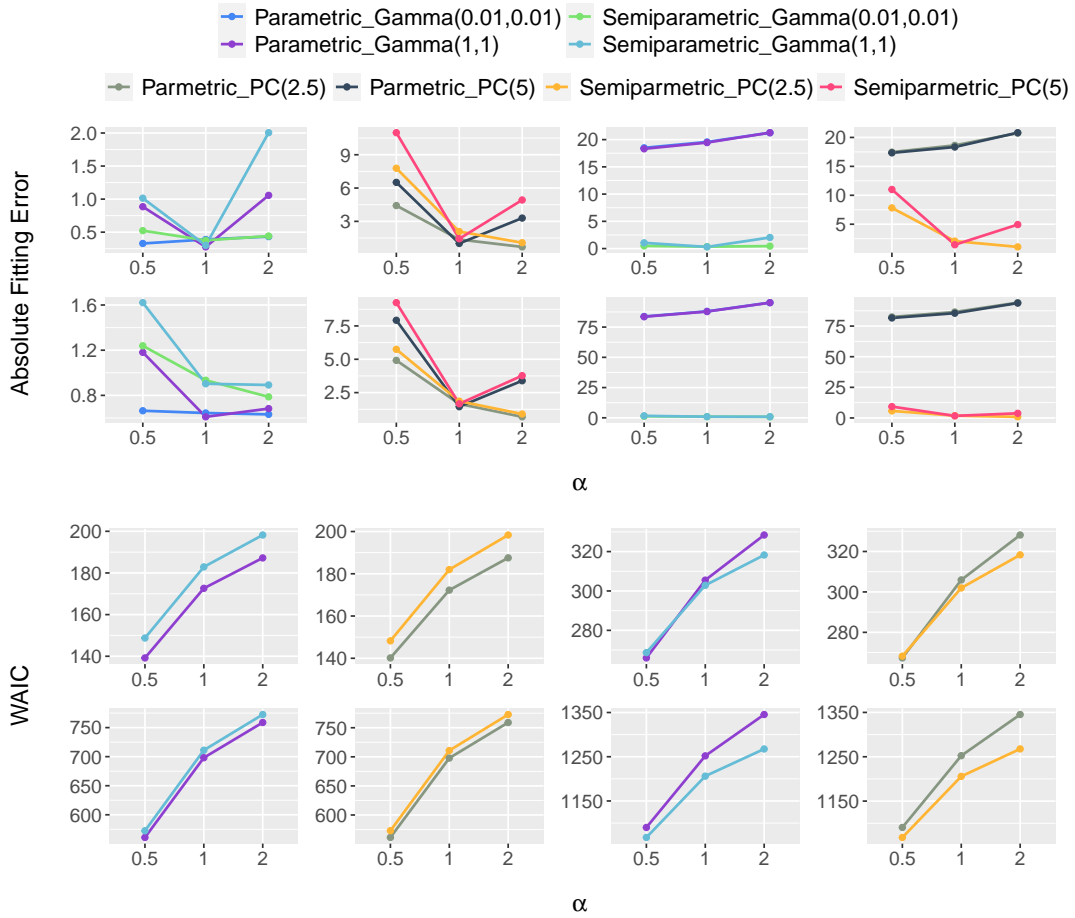 Parametric_Gamma(0.01,0.01) Semiparametric_Gamma(0.01,0.01)
Parametric_Gamma(1,1) Semiparametric_Gamma(1,1)
Parmetric_PC(2.5) Parmetric_PC(5) Semiparmetric_PC(2.5) Semiparmetric_PC(5)
Absolute Fitting Error
2.0
1.5
1.0
0.5
0.5 1 2
9
6
3
0.5 1 2
20
15
10
5
0
0.5 1 2
20
15
10
5
0.5 1 2
1.6
1.2
0.8
0.5 1 2
7.5
5.0
2.5
0.5 1 2
75
50
25
0
0.5 1 2
75
50
25
0
0.5 1 2
α
WAIC
200
180
160
140
0.5 1 2
200
180
160
140
0.5 1 2
320
280
0.5 1 2
320
280
0.5 1 2
750
700
650
600
0.5 1 2
750
700
650
600
0.5 1 2
1350
1250
1150
0.5 1 2
1350
1250
1150
0.5 1 2
α